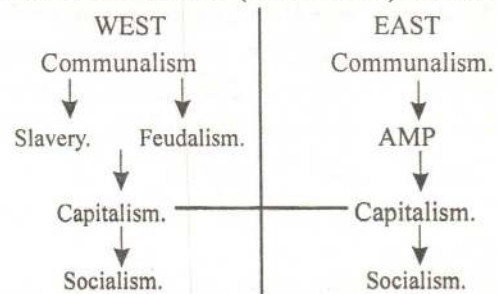 WEST EAST
Communalism Communalism.
Slavery. Feudalism. AMP
Capitalism. Capitalism.
Socialism. Socialism.